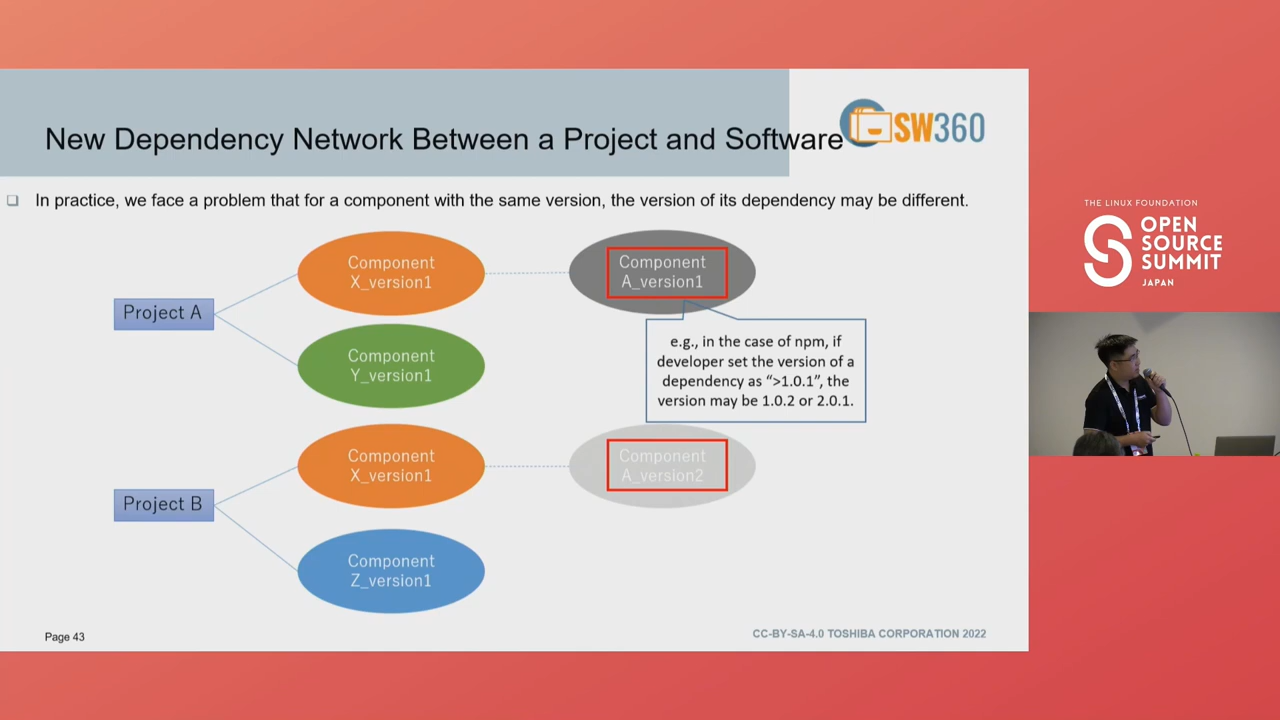 New Dependency Network Between a Project and Software
SW360
In practice, we face a problem that for a component with the same version, the version of its dependency may be different.
Component
X_version1
Component
A_version1
Project A
Component
Y_version1
e.g., in the case of npm, if
developer set the version of a
dependency as “>1.0.1”, the
version may be 1.0.2 or 2.0.1.
Component
X_version1
Component
A_version2
Project B
Component
Z_version1
Page 43
CC-BY-SA-4.0 TOSHIBA CORPORATION 2022
THE LINUX FOUNDATION
OPEN
SOURCE
SUMMIT
JAPAN